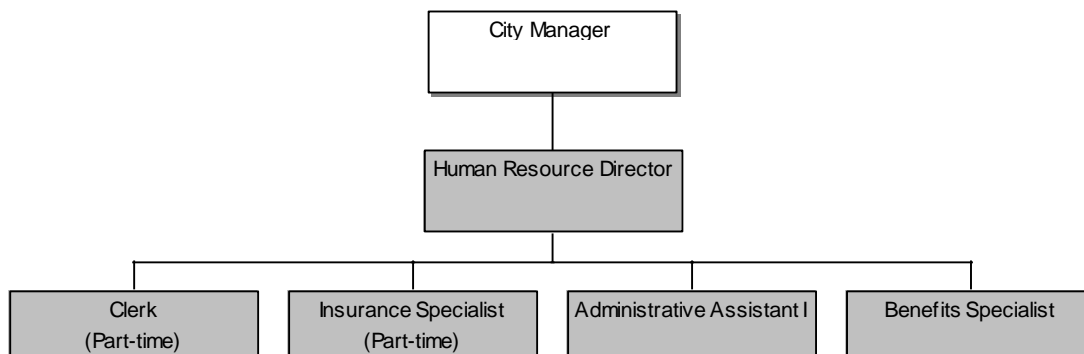 City Manager
Human Resource Director
Clerk
(Part-time)
Insurance Specialist
(Part-time)
Administrative Assistant I
Benefits Specialist